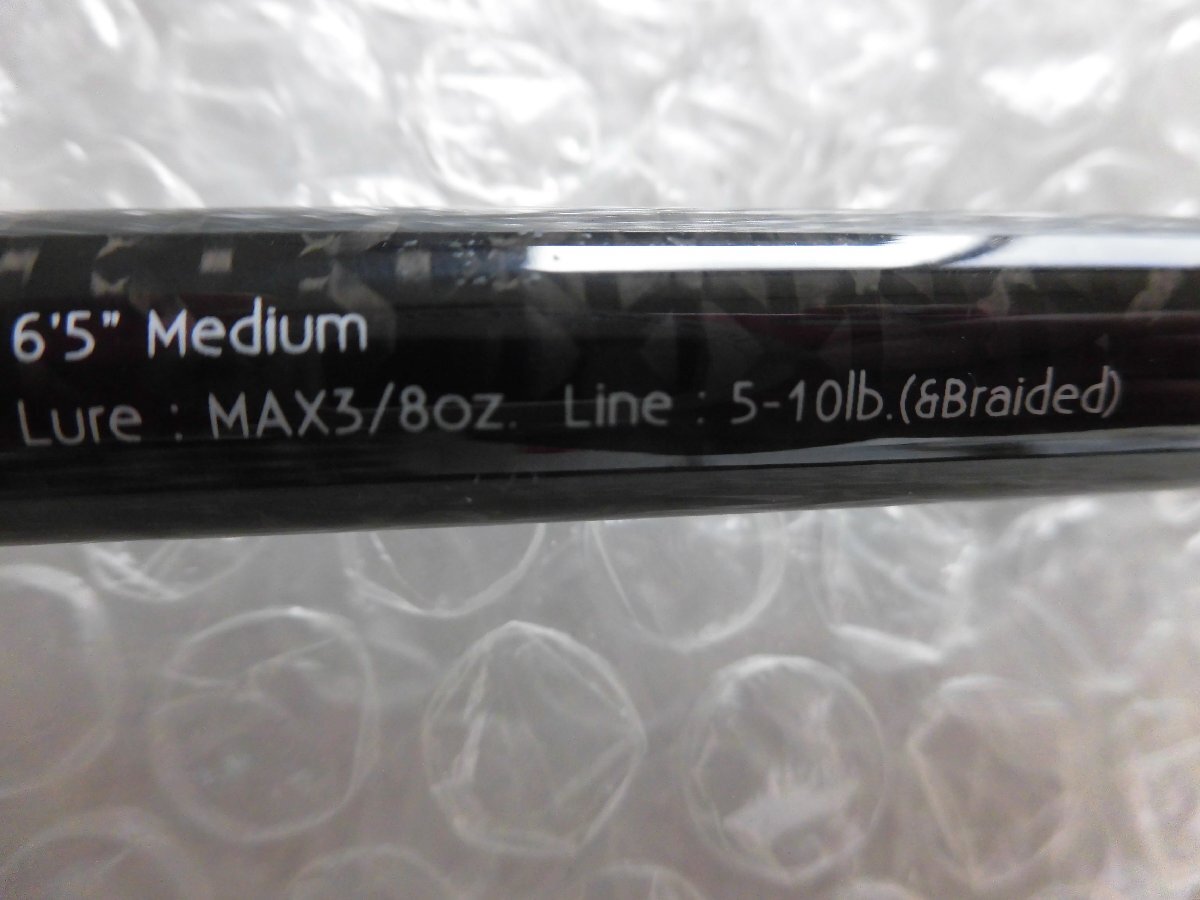 6'5" Medium
Lure : MAX3/8oz. Line : 5-10lb.(&Braided)